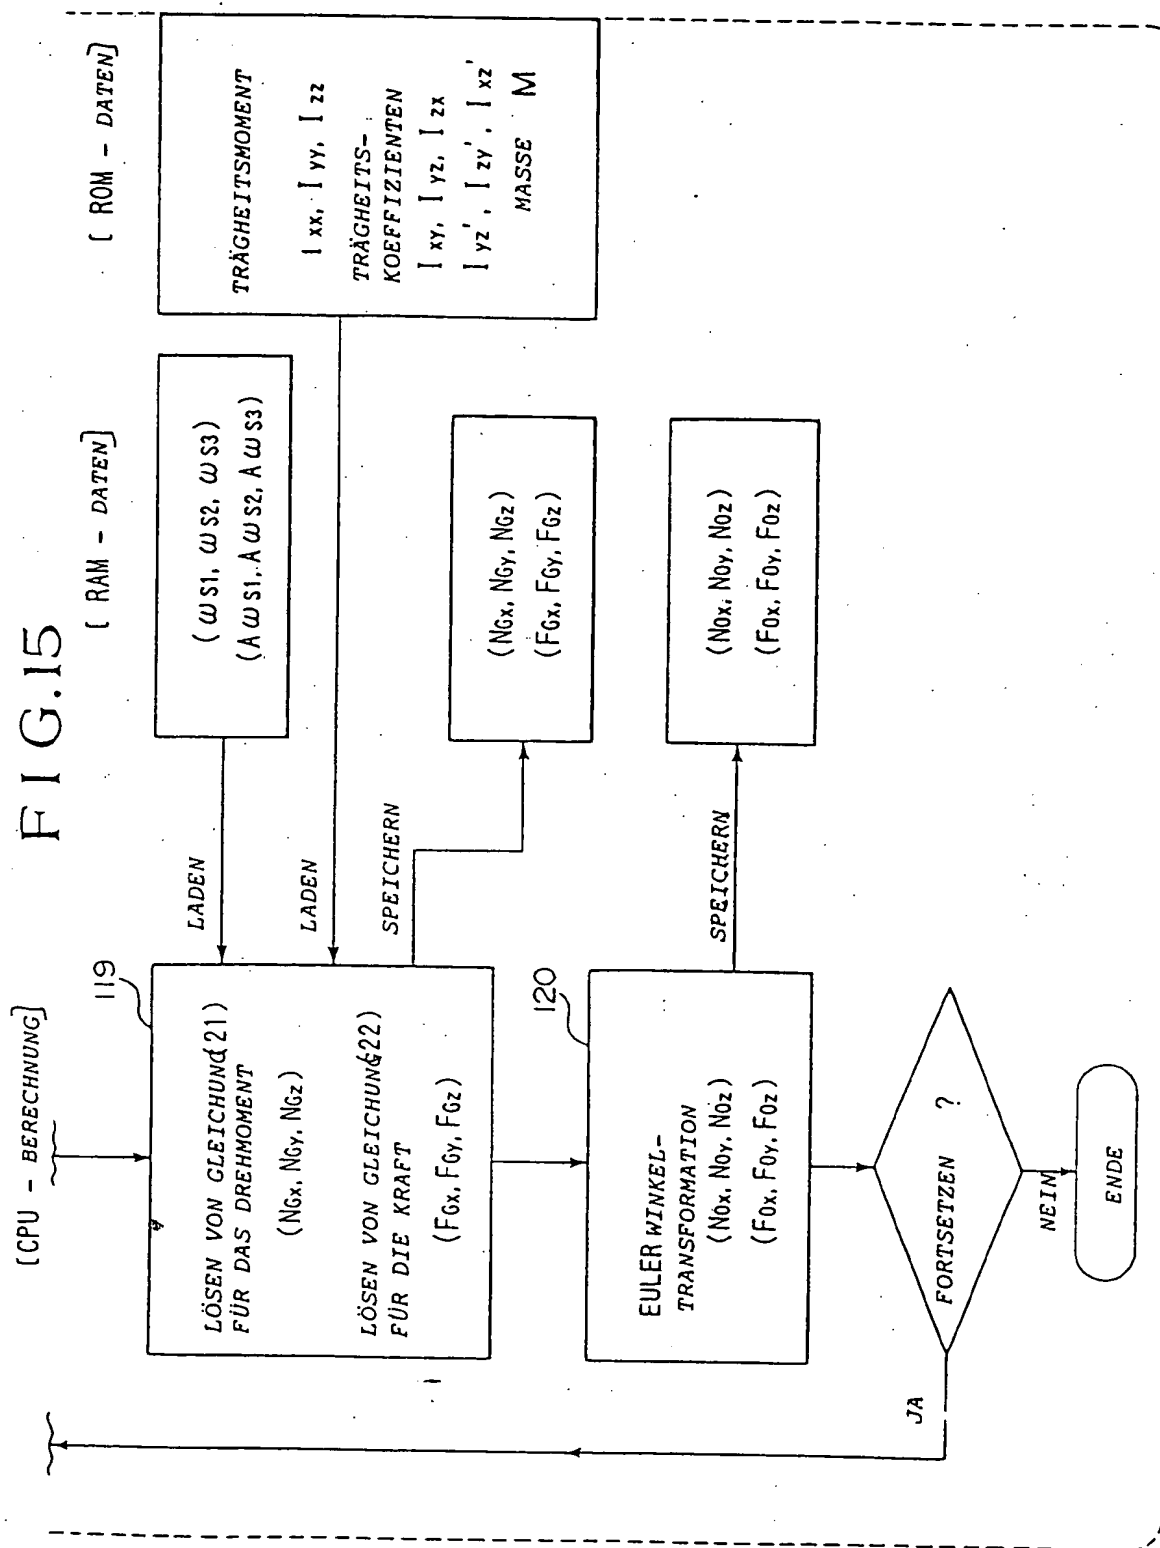 FIG.15
[CPU - BERECHNUNG]
[RAM - DATEN]
[ROM - DATEN]
119
LÖSEN VON GLEICHUNG(21)
FÜR DAS DREHMOMENT
(NGx, NGy, NGz)
LÖSEN VON GLEICHUNG(22)
FÜR DIE KRAFT
(FGx, FGy, FGz)
LADEN
LADEN
SPEICHERN
(ωS1, ωS2, ωS3)
(AωS1, AωS2, AωS3)
TRÄGHEITSMOMENT
Ixx, Iyy, Izz
TRÄGHEITS-
KOEFFIZIENTEN
Ixy, Iyz, Izx
Iyz', Izy', Ixz'
MASSE M
(NGx, NGy, NGz)
(FGx, FGy, FGz)
120
EULER WINKEL-
TRANSFORMATION
(NOx, NOy, NOz)
(FOx, FOy, FOz)
SPEICHERN
(NOx, NOy, NOz)
(FOx, FOy, FOz)
FORTSETZEN ?
JA
NEIN
ENDE